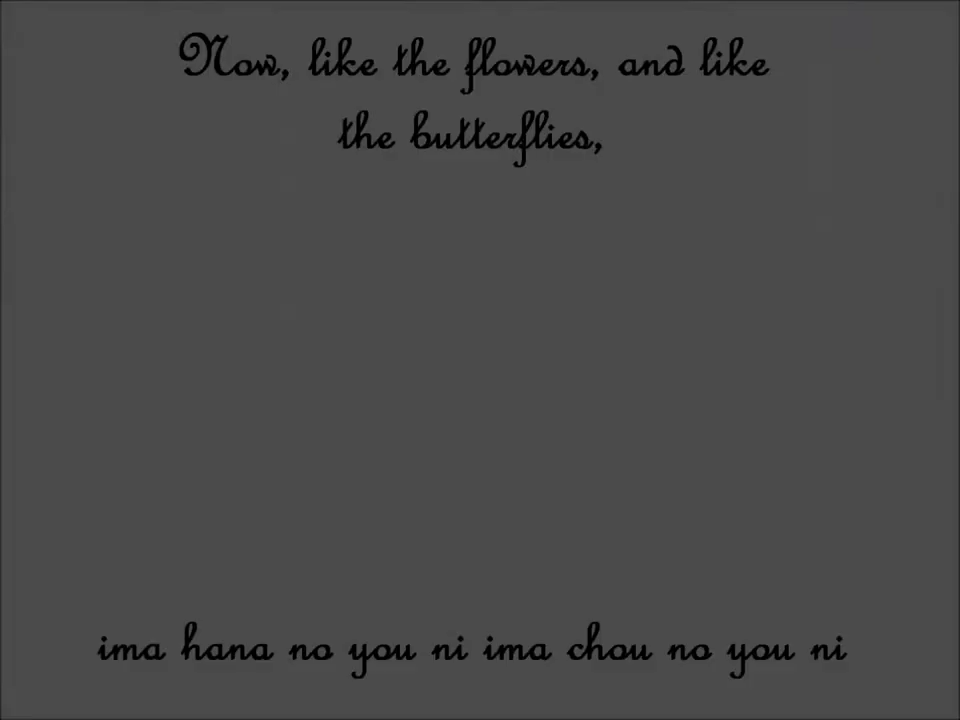 Now, like the flowers, and like
the butterflies,
ima hana no you ni ima chou no you ni